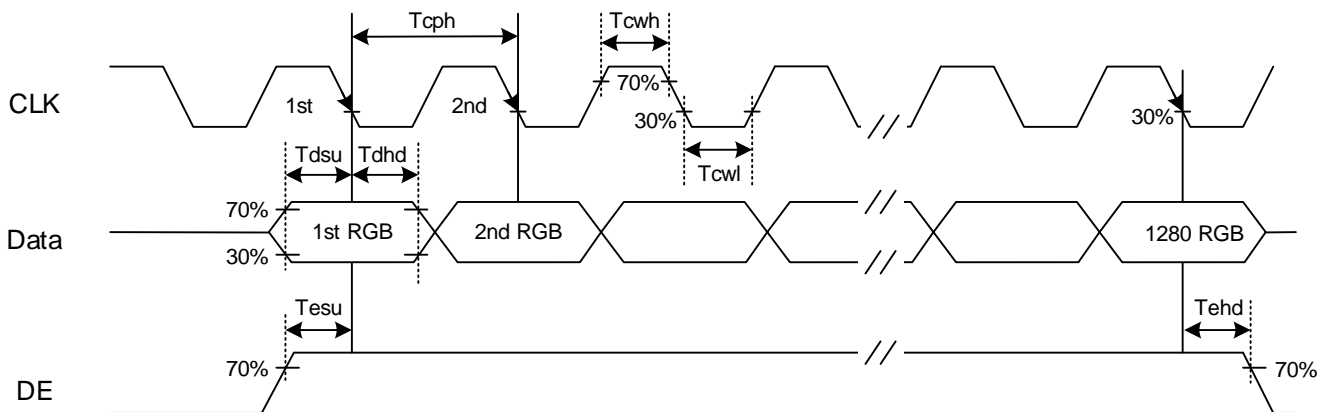 Tcph
Tcwh
CLK
1st
2nd
70%
30%
30%
Tcwl
Tdsu
Tdhd
70%
Data
1st RGB
2nd RGB
1280 RGB
30%
Tesu
Tehd
70%
70%
DE